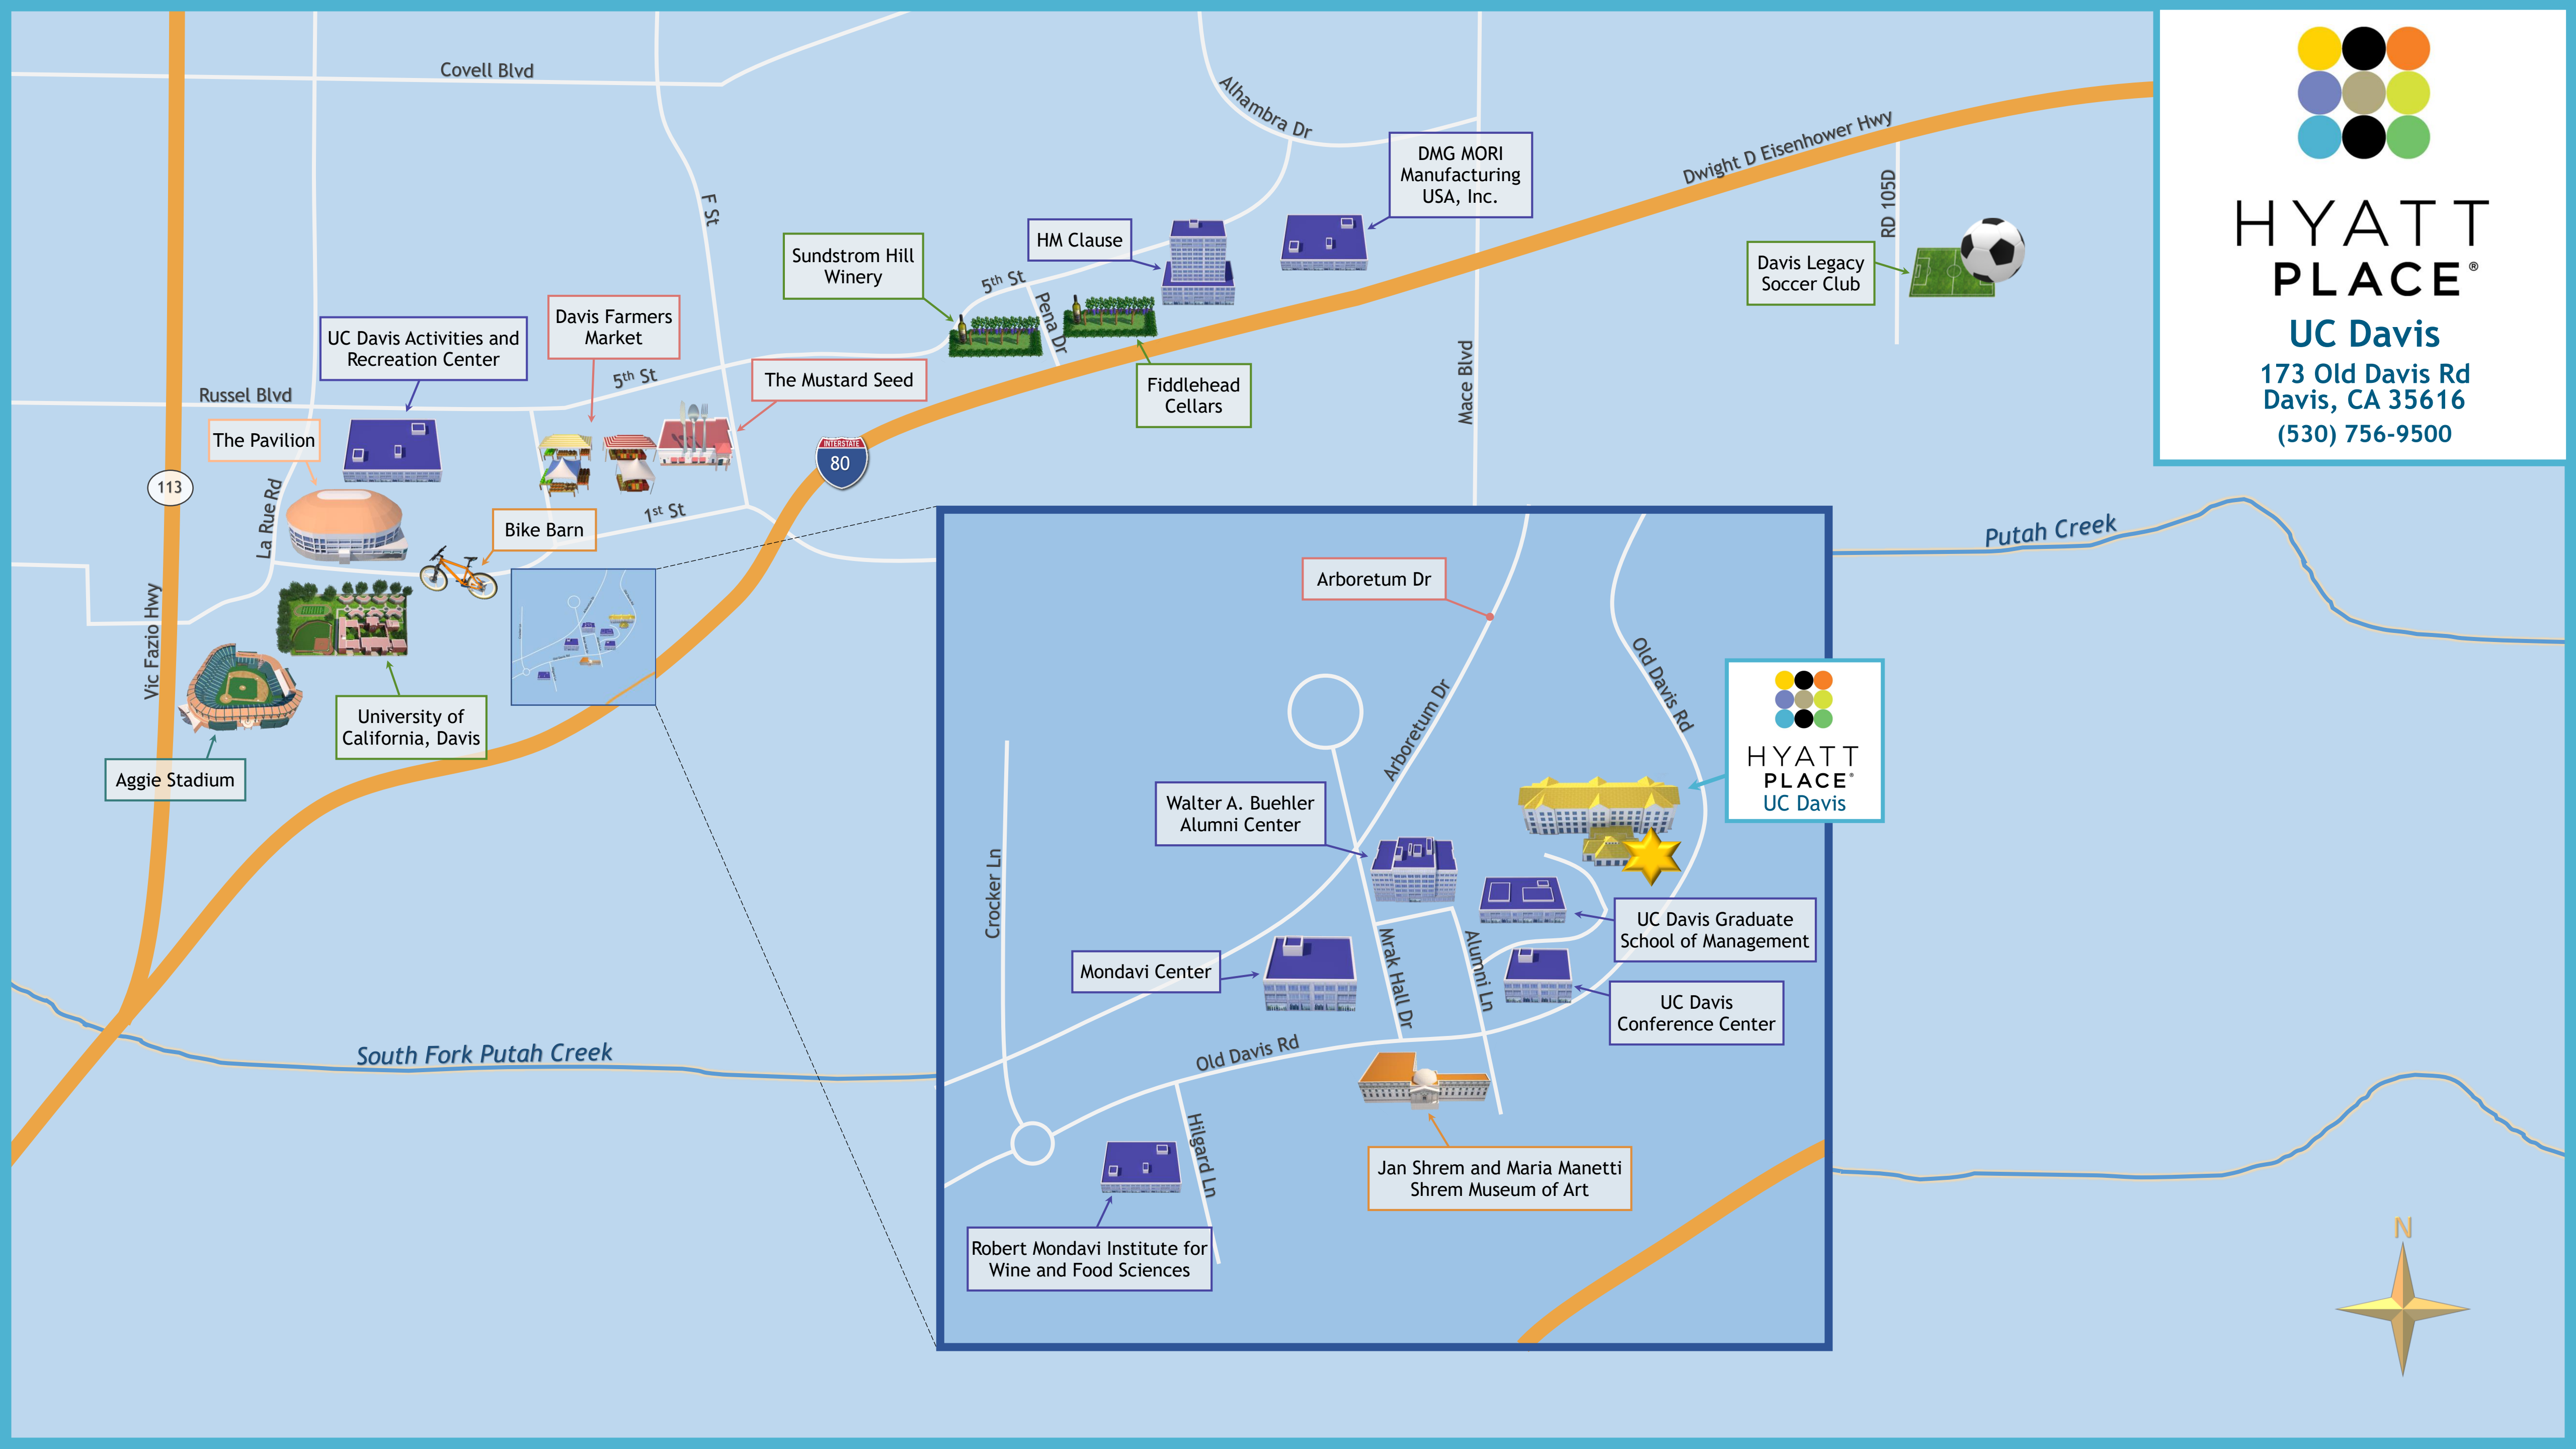 Covell Blvd
Alhambra Dr
Dwight D Eisenhower Hwy
HYATT
PLACE®
UC Davis
173 Old Davis Rd
Davis, CA 35616
(530) 756-9500
DMG MORI
Manufacturing
USA, Inc.
RD 105D
F St
HM Clause
Sundstrom Hill
Winery
5th St
Pena Dr
Davis Legacy
Soccer Club
Davis Farmers
Market
UC Davis Activities and
Recreation Center
The Mustard Seed
5th St
Fiddlehead
Cellars
Mace Blvd
Russel Blvd
The Pavilion
INTERSTATE
80
113
La Rue Rd
1st St
Bike Barn
Putah Creek
Vic Fazio Hwy
University of
California, Davis
Aggie Stadium
Arboretum Dr
Old Davis Rd
Arboretum Dr
HYATT
PLACE®
UC Davis
Walter A. Buehler
Alumni Center
Crocker Ln
UC Davis Graduate
School of Management
Mondavi Center
Mrak Hall Dr
Alumni Ln
UC Davis
Conference Center
Old Davis Rd
South Fork Putah Creek
Hilgard Ln
Jan Shrem and Maria Manetti
Shrem Museum of Art
Robert Mondavi Institute for
Wine and Food Sciences
N